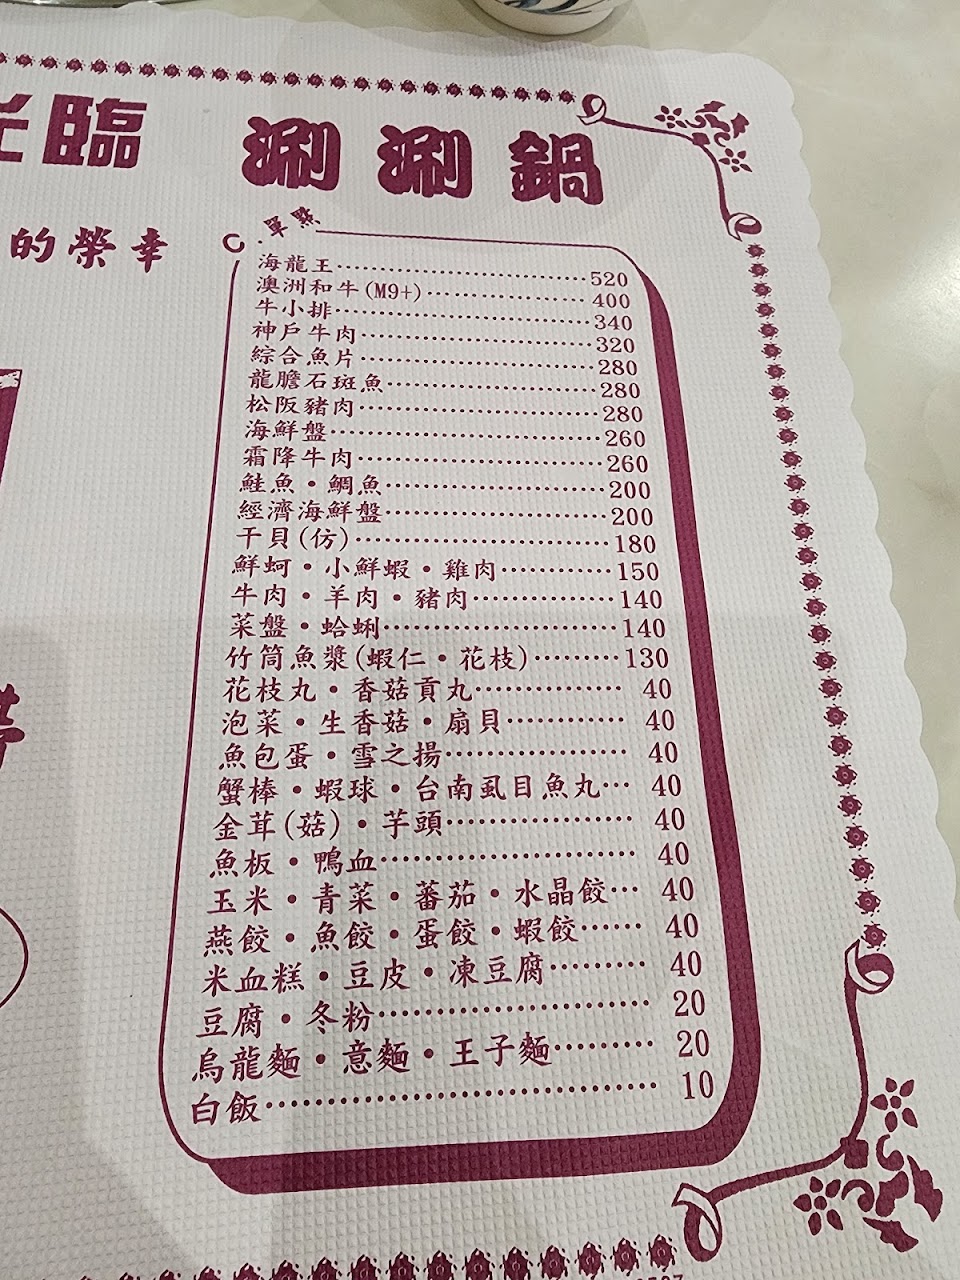 光臨
涮涮鍋
的榮幸
單點
海龍王⋯⋯520
澳洲和牛(M9+)⋯⋯400
牛小排⋯⋯340
神戶牛肉⋯⋯320
綜合魚片⋯⋯280
龍膽石斑魚⋯⋯280
松阪豬肉⋯⋯280
海鮮盤⋯⋯260
霜降牛肉⋯⋯260
鮭魚・鯛魚⋯⋯200
經濟海鮮盤⋯⋯200
干貝(仿)⋯⋯180
鮮蚵・小鮮蝦・雞肉⋯⋯150
牛肉・羊肉・豬肉⋯⋯140
菜盤・蛤蜊⋯⋯140
竹筒魚漿(蝦仁・花枝)⋯⋯130
花枝丸・香菇貢丸⋯⋯40
泡菜・生香菇・扇貝⋯⋯40
魚包蛋・雪之揚⋯⋯40
蟹棒・蝦球・台南虱目魚丸⋯40
金茸(菇)・芋頭⋯⋯40
魚板・鴨血⋯⋯40
玉米・青菜・蕃茄・水晶餃⋯40
燕餃・魚餃・蛋餃・蝦餃⋯⋯40
米血糕・豆皮・凍豆腐⋯⋯40
豆腐・冬粉⋯⋯20
烏龍麵・意麵・王子麵⋯⋯20
白飯⋯⋯10